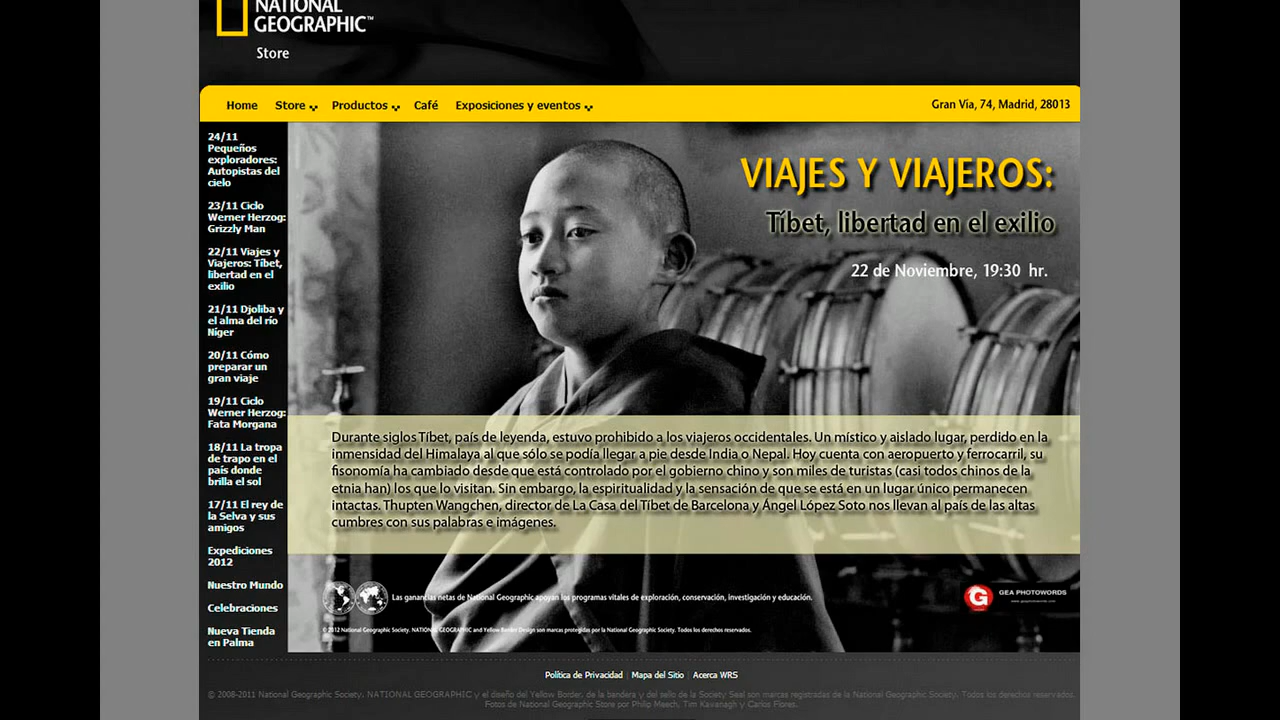 NATIONAL
GEOGRAPHIC™
Store
Home Store Productos Café Exposiciones y eventos Gran Vía, 74, Madrid, 28013
24/11
Pequeños
exploradores:
Autopistas del
cielo
23/11 Ciclo
Werner Herzog:
Grizzly Man
22/11 Viajes y
Viajeros: Tíbet,
libertad en el
exilio
21/11 Djoliba y
el alma del río
Níger
20/11 Cómo
preparar un
gran viaje
19/11 Ciclo
Werner Herzog:
Fata Morgana
18/11 La tropa
de trapo en el
país donde
brilla el sol
17/11 El rey de
la Selva y sus
amigos
Expediciones
2012
Nuestro Mundo
Celebraciones
Nueva Tienda
en Palma
VIAJES Y VIAJEROS:
Tíbet, libertad en el exilio
22 de Noviembre, 19:30 hr.
Durante siglos Tíbet, país de leyenda, estuvo prohibido a los viajeros occidentales. Un místico y aislado lugar, perdido en la
inmensidad del Himalaya al que sólo se podía llegar a pie desde India o Nepal. Hoy cuenta con aeropuerto y ferrocarril, su
fisonomía ha cambiado desde que está controlado por el gobierno chino y son miles de turistas (casi todos chinos de la
etnia han) los que lo visitan. Sin embargo, la espiritualidad y la sensación de que se está en un lugar único permanecen
intactas. Thupten Wangchen, director de La Casa del Tíbet de Barcelona y Ángel López Soto nos llevan al país de las altas
cumbres con sus palabras e imágenes.
Las ganancias netas de National Geographic apoyan los programas vitales de exploración, conservación, investigación y educación.
G GEA PHOTOWORDS
www.geaphotowords.com
© 2012 National Geographic Society. NATIONAL GEOGRAPHIC and Yellow Border Design son marcas protegidas por la National Geographic Society. Todos los derechos reservados.
Política de Privacidad | Mapa del Sitio | Acerca WRS
© 2008-2011 National Geographic Society. NATIONAL GEOGRAPHIC y el diseño del Yellow Border, de la bandera y del sello de la Society Seal son marcas registradas de la National Geographic Society. Todos los derechos reservados.
Fotos de National Geographic Store por Philip Meech, Tim Kavanagh y Carlos Flores.